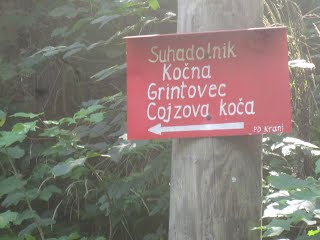 Suhadolnik
Kočna
Grintovec
Cojzova koča
PD Kranj